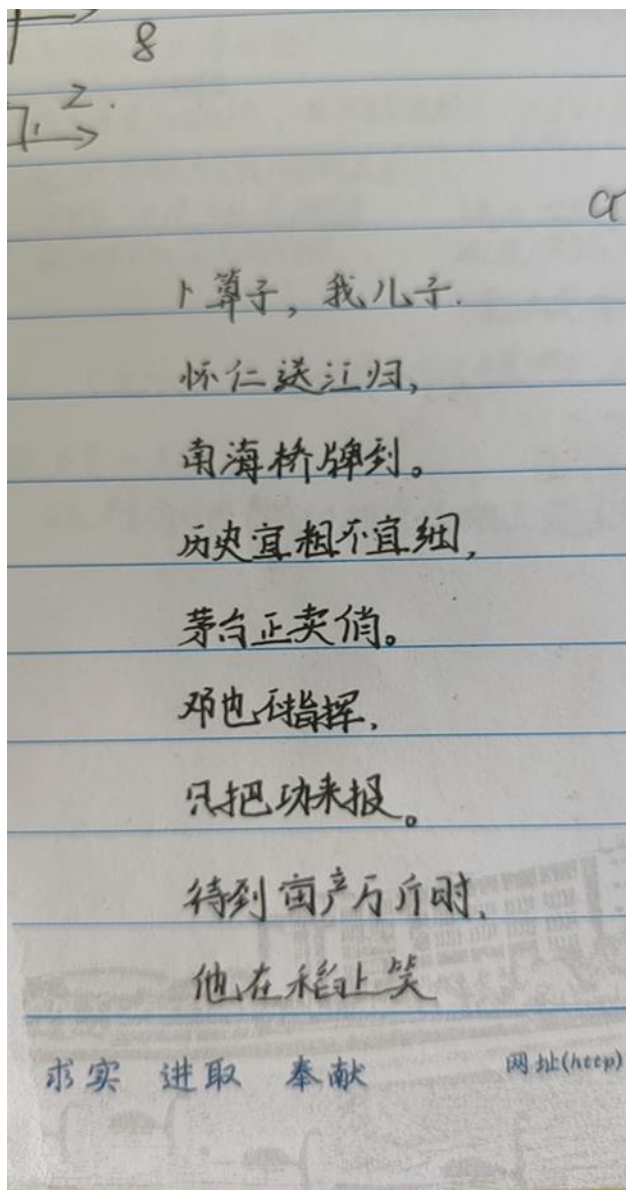 8
2.
a
卜算子，我儿子.
怀仁送江归，
南海桥牌到。
历史宜粗不宜细，
茅台正卖俏。
邓也不指挥，
只把功来报。
待到亩产万斤时，
他在稻上笑
求实 进取 奉献 网址(http)